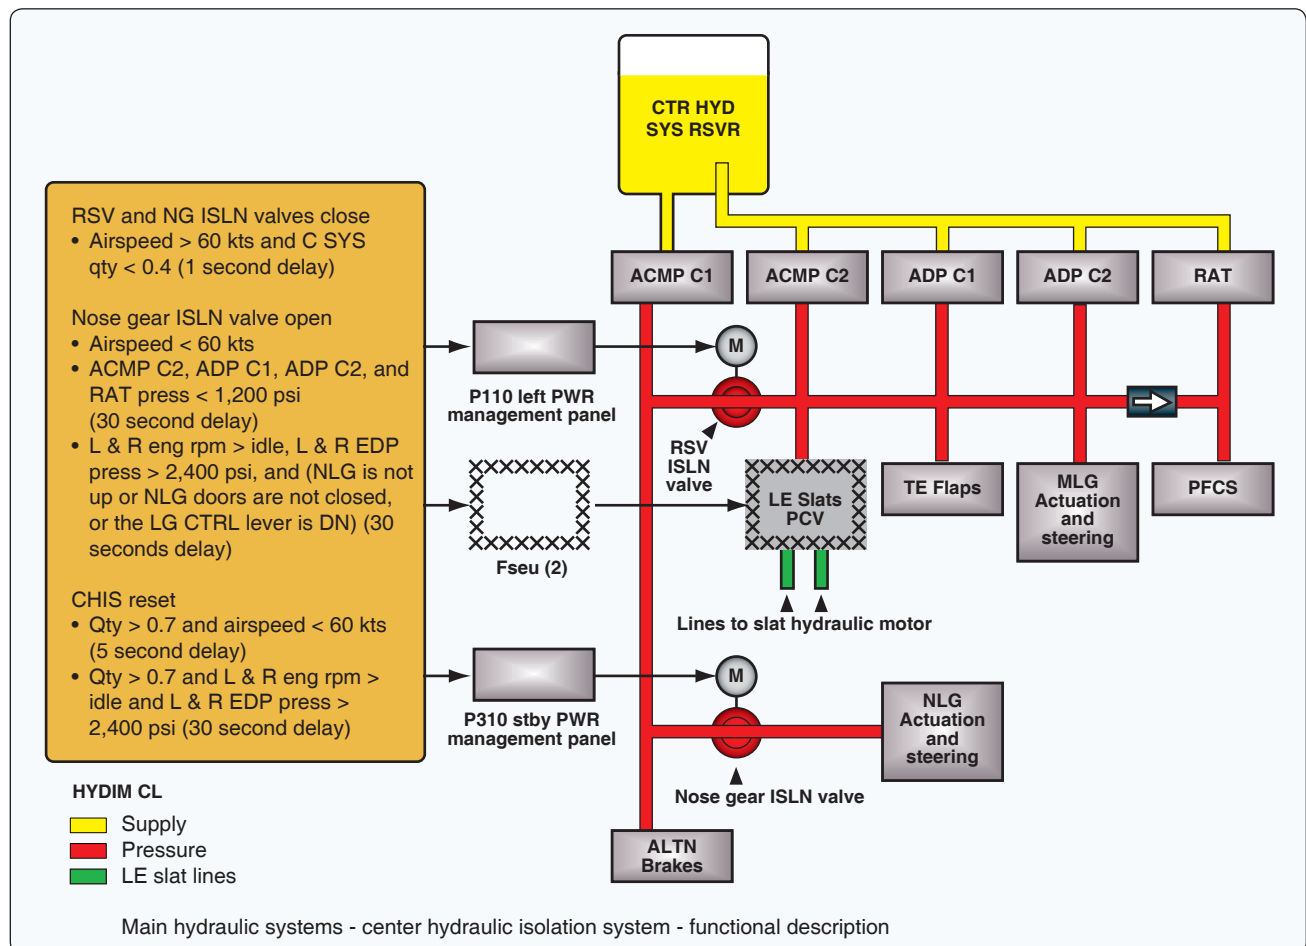 CTR HYD
SYS RSVR
RSV and NG ISLN valves close
• Airspeed > 60 kts and C SYS
qty < 0.4 (1 second delay)
Nose gear ISLN valve open
• Airspeed < 60 kts
• ACMP C2, ADP C1, ADP C2, and
RAT press < 1,200 psi
(30 second delay)
• L & R eng rpm > idle, L & R EDP
press > 2,400 psi, and (NLG is not
up or NLG doors are not closed,
or the LG CTRL lever is DN) (30
seconds delay)
CHIS reset
• Qty > 0.7 and airspeed < 60 kts
(5 second delay)
• Qty > 0.7 and L & R eng rpm >
idle and L & R EDP press >
2,400 psi (30 second delay)
ACMP C1
ACMP C2
ADP C1
ADP C2
RAT
M
P110 left PWR
management panel
RSV
ISLN
valve
LE Slats
PCV
TE Flaps
MLG
Actuation
and
steering
PFCS
Fseu (2)
Lines to slat hydraulic motor
M
P310 stby PWR
management panel
NLG
Actuation
and
steering
Nose gear ISLN valve
ALTN
Brakes
HYDIM CL
Supply
Pressure
LE slat lines
Main hydraulic systems - center hydraulic isolation system - functional description